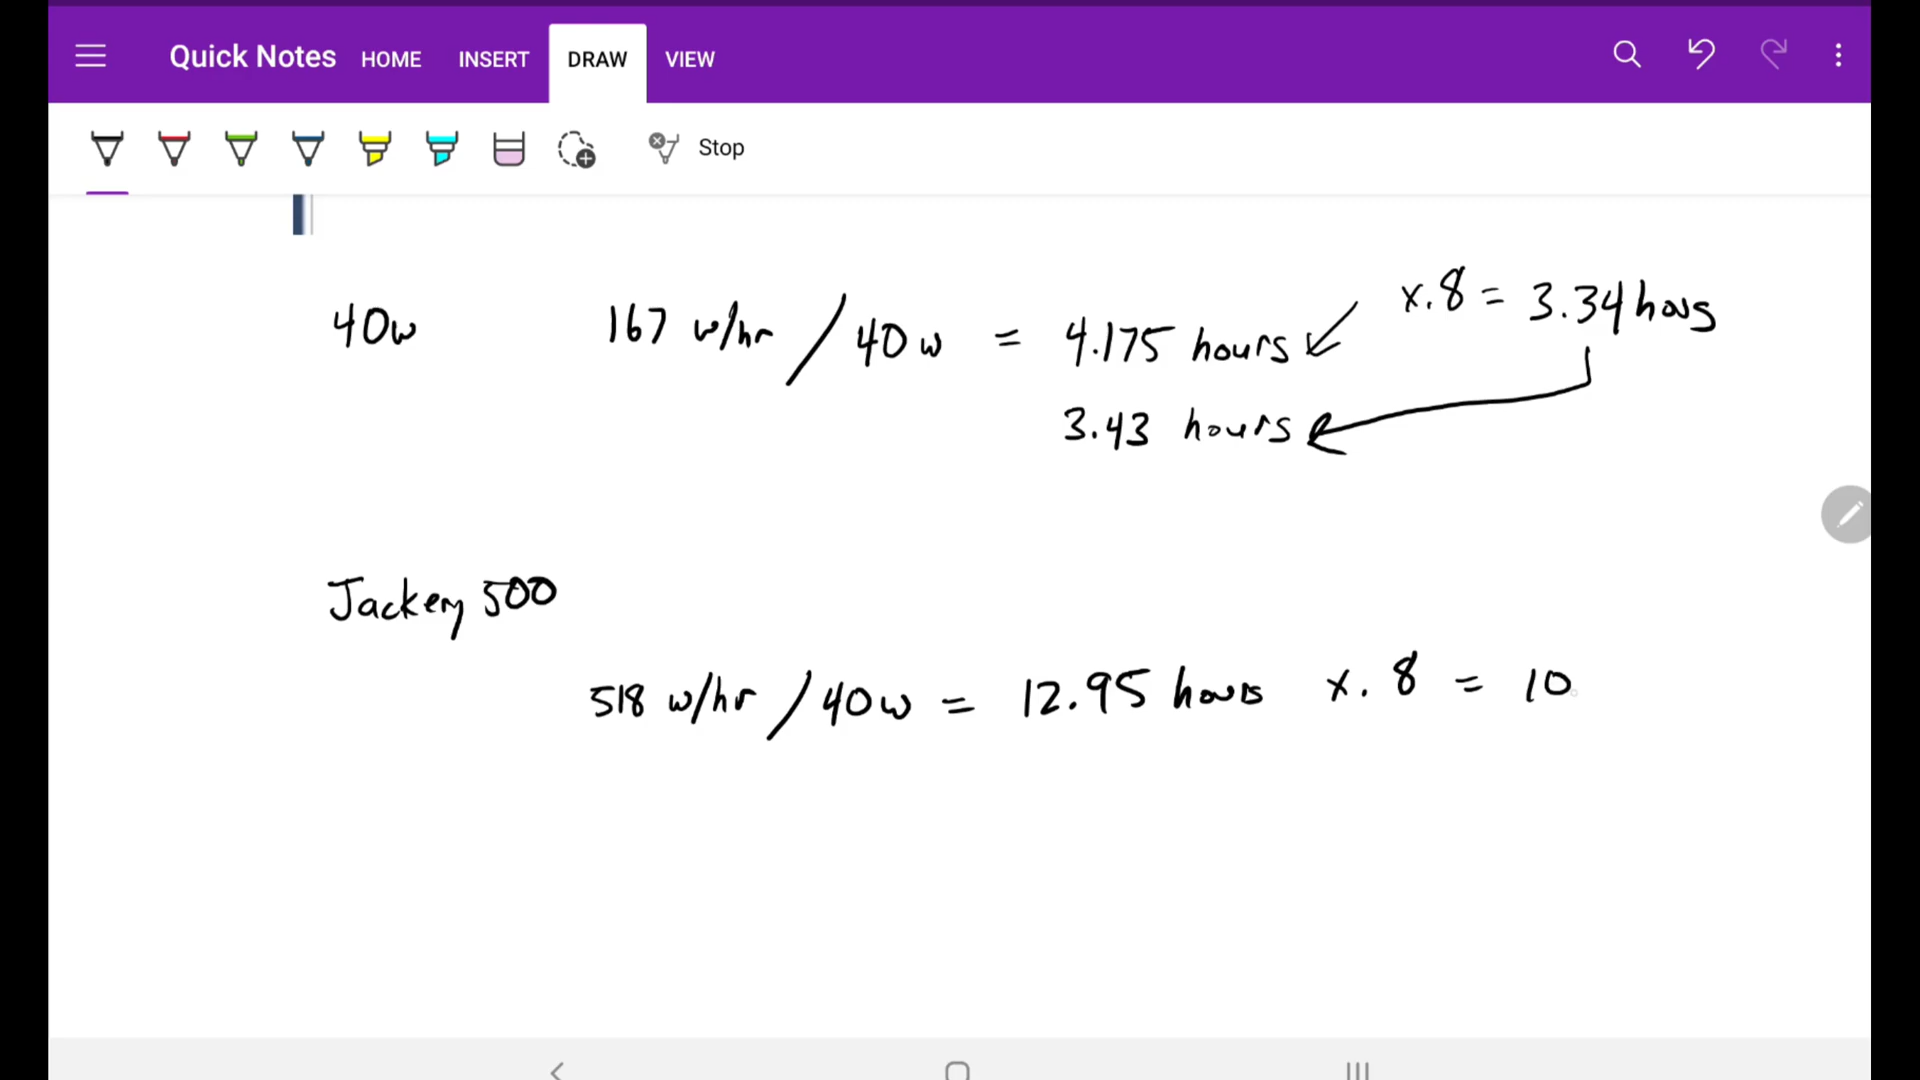 Quick Notes HOME INSERT DRAW VIEW
Stop
40w 167 w/hr / 40w = 4.175 hours x.8 = 3.34 hours
3.43 hours
Jackery 500
518 w/hr / 40w = 12.95 hours x.8 = 10